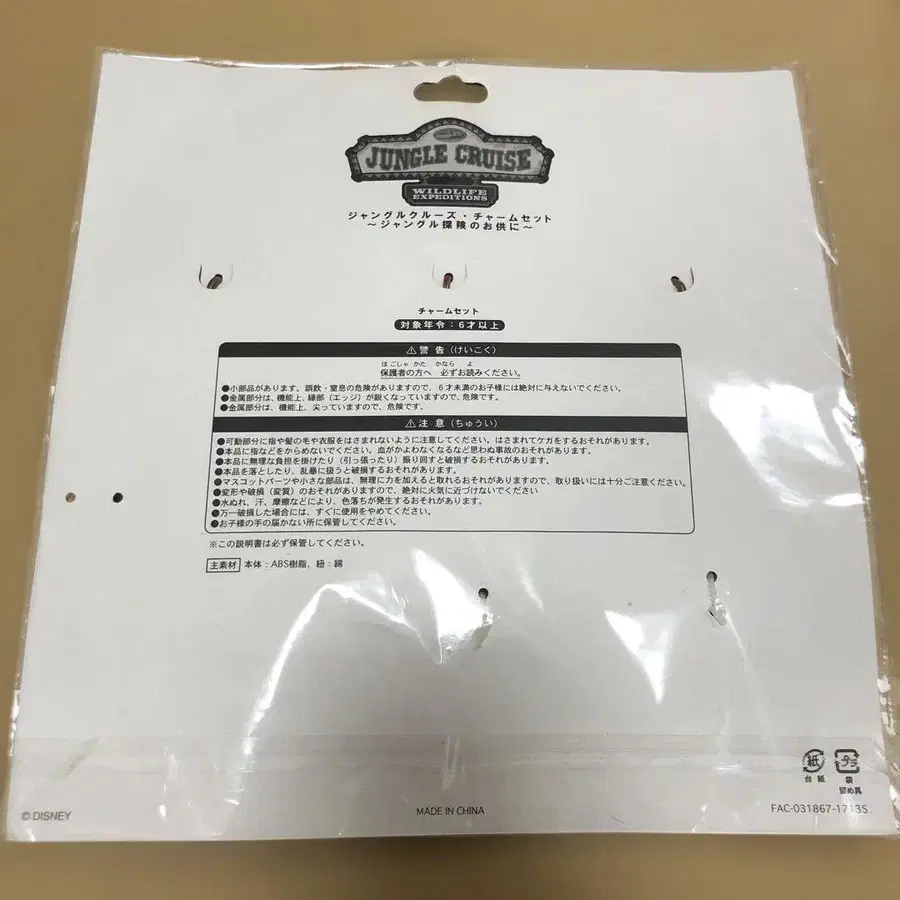 JUNGLE CRUISE
WILDLIFE
EXPEDITIONS
ジャングルクルーズ・チャームセット
～ジャングル探険のお供に～
チャームセット
対象年令：6才以上
⚠警告（けいこく）
ほごしゃ かた かなら よ
保護者の方へ 必ずお読みください。
●小部品があります。誤飲・窒息の危険がありますので、6才未満のお子様には絶対に与えないでください。
●金属部分は、機能上、縁部（エッジ）が鋭くなっていますので、危険です。
●金属部分は、機能上、尖っていますので、危険です。
⚠注意（ちゅうい）
●可動部分に指や髪の毛や衣服をはさまれないように注意してください。はさまれてケガをするおそれがあります。
●本品に指などをからめないでください。血がかよわなくなるなど思わぬ事故のおそれがあります。
●本品に無理な負担を掛けたり（引っ張ったり）振り回すと破損するおそれがあります。
●本品を落としたり、乱暴に扱うと破損するおそれがあります。
●マスコットパーツや小さな部品は、無理に力を加えると取れるおそれがありますので、取り扱いには十分ご注意ください。
●変形や破損（変質）のおそれがありますので、絶対に火気に近づけないでください
●水ぬれ、汗、摩擦などにより、色落ちが発生するおそれがあります。
●万一破損した場合には、すぐに使用をやめてください。
●お子様の手の届かない所に保管してください。
※この説明書は必ず保管してください。
主素材 本体：ABS樹脂、紐：綿
紙 プラ
台紙 袋
留め具
© DISNEY MADE IN CHINA FAC-031867-1713S